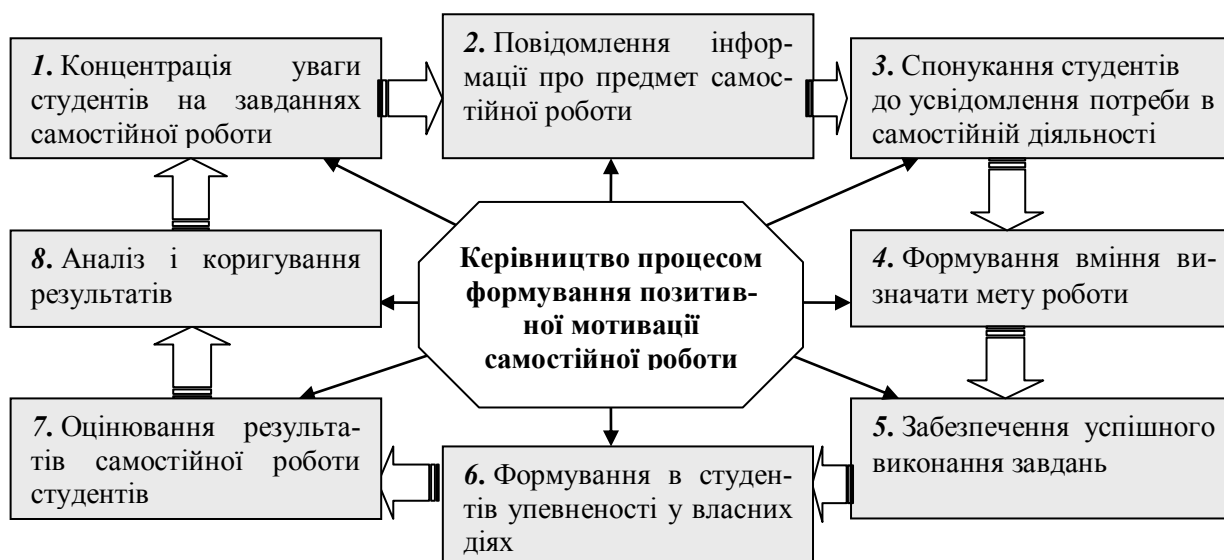 1. Концентрація уваги
студентів на завданнях
самостійної роботи
2. Повідомлення інфор-
мації про предмет самос-
тійної роботи
3. Спонукання студентів
до усвідомлення потреби в
самостійній діяльності
8. Аналіз і коригування
результатів
Керівництво процесом
формування позитив-
ної мотивації
самостійної роботи
4. Формування вміння ви-
значати мету роботи
7. Оцінювання результа-
тів самостійної роботи
студентів
6. Формування в студен-
тів упевненості у власних
діях
5. Забезпечення успішного
виконання завдань